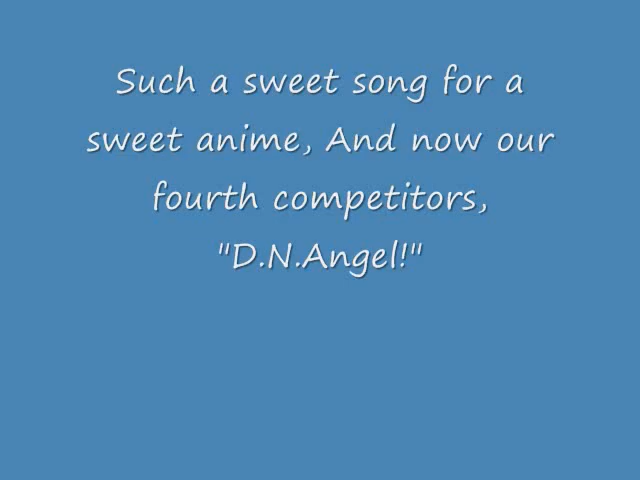 Such a sweet song for a
sweet anime, And now our
fourth competitors,
"D.N.Angel!"